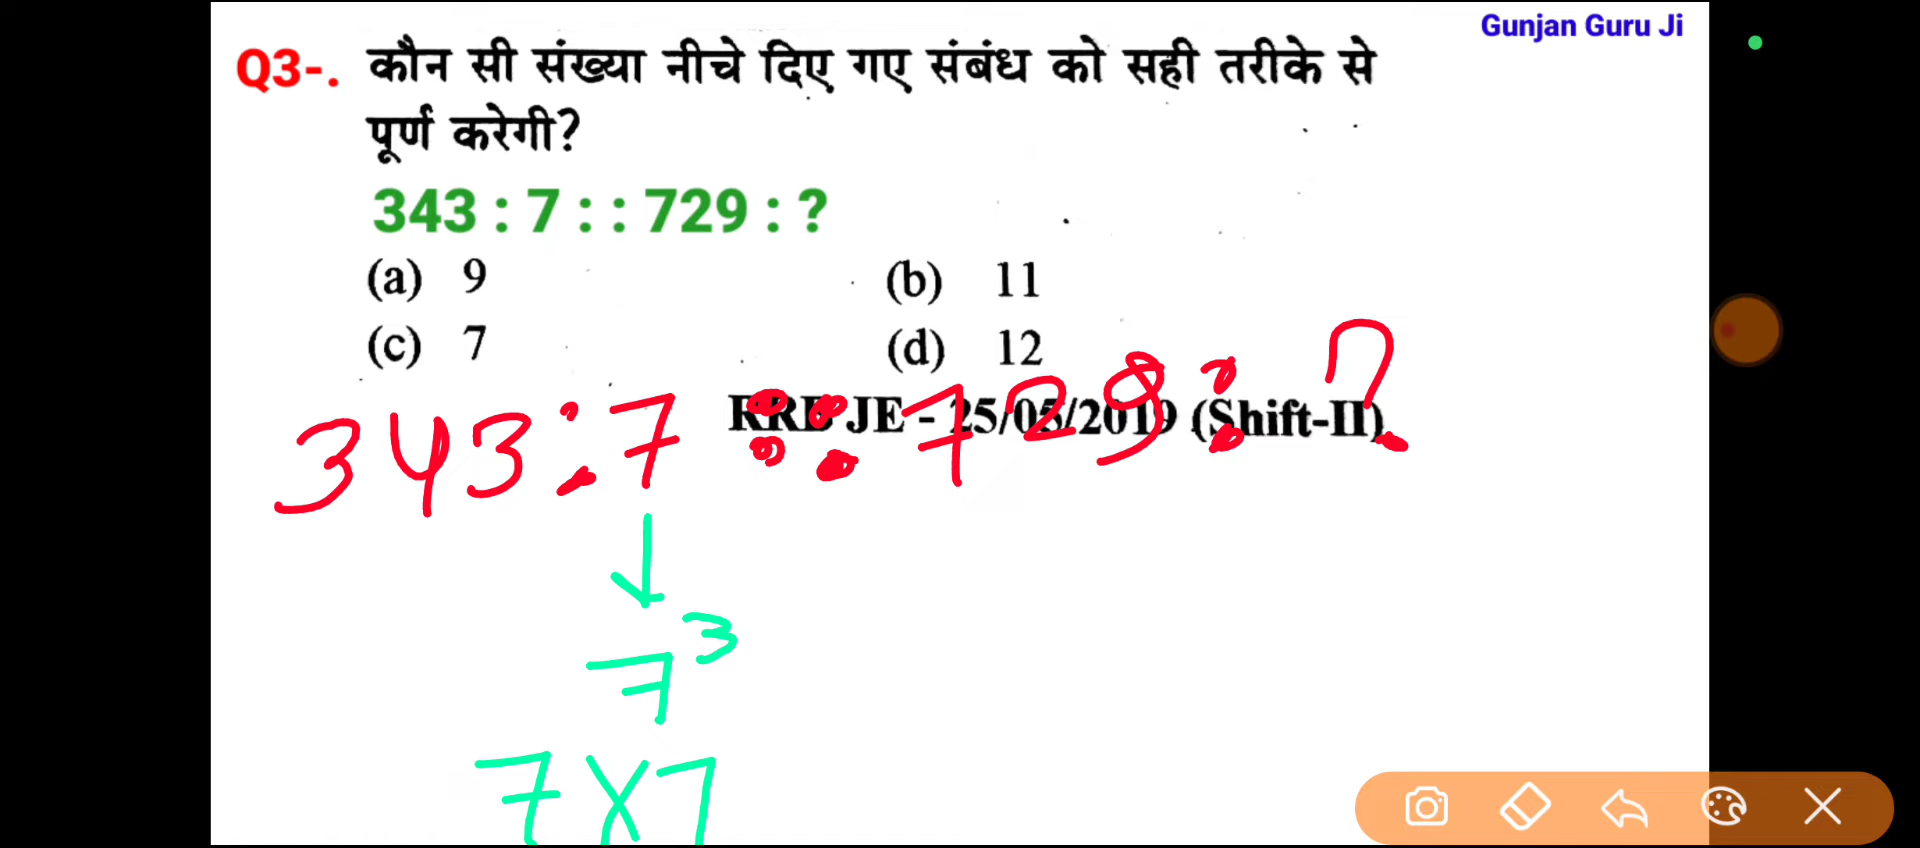 Gunjan Guru Ji
Q3-. कौन सी संख्या नीचे दिए गए संबंध को सही तरीके से
पूर्ण करेगी?
343 : 7 : : 729 : ?
(a) 9 (b) 11
(c) 7 (d) 12
RRB JE - 25/05/2019 (Shift-II)
343 : 7 :: 729 : ?
7³
7 X 7